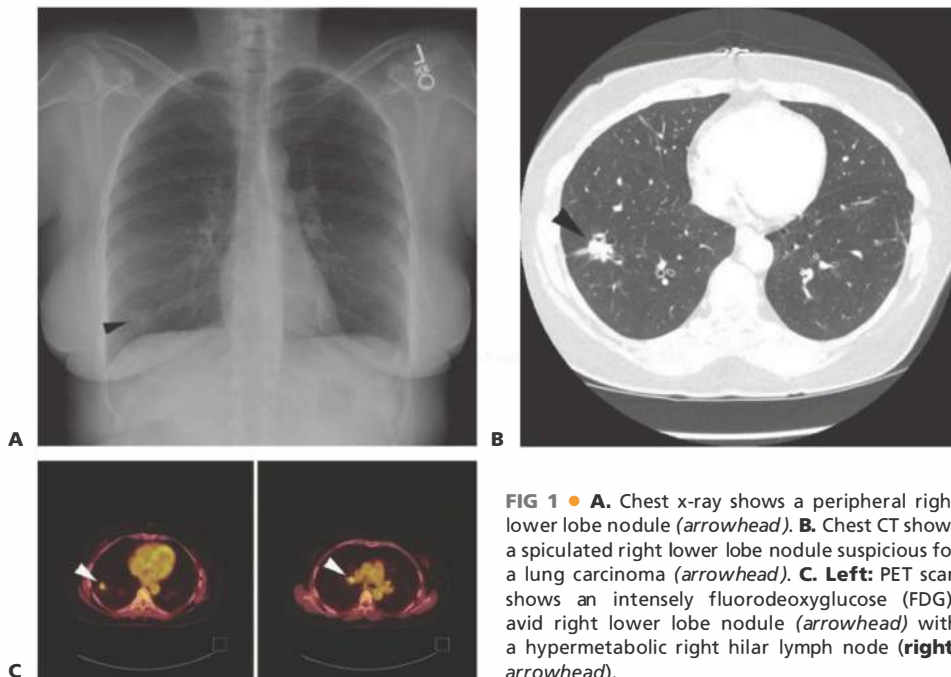 A
B
C
FIG 1 ● A. Chest x-ray shows a peripheral righ
lower lobe nodule (arrowhead). B. Chest CT show
a spiculated right lower lobe nodule suspicious fo
a lung carcinoma (arrowhead). C. Left: PET scan
shows an intensely fluorodeoxyglucose (FDG)
avid right lower lobe nodule (arrowhead) with
a hypermetabolic right hilar lymph node (right
arrowhead).